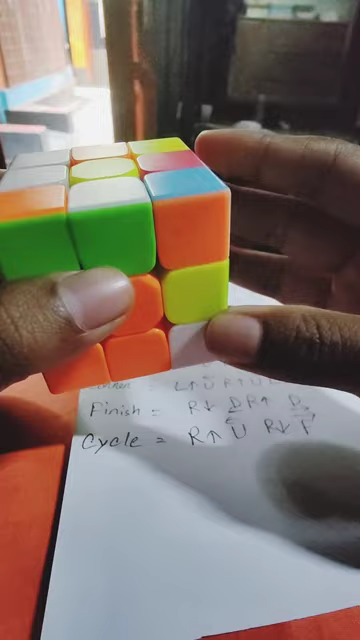 = L↑ U R↑ U L
Finish = R↓ D R↑ D
Cycle = R↑ U R↓ F